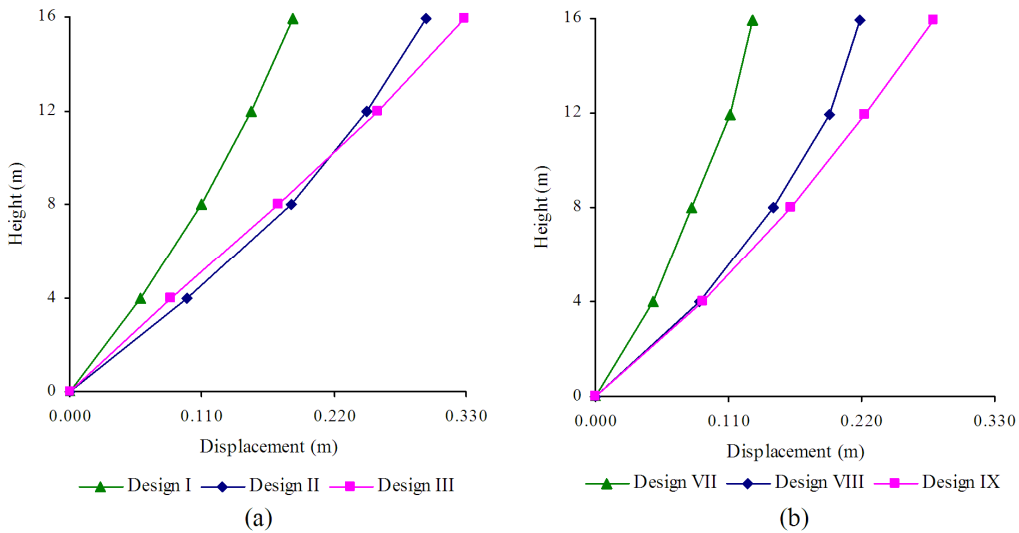 16
12
8
4
0
Height (m)
0.000 0.110 0.220 0.330
Displacement (m)
Design I Design II Design III
(a)
16
12
8
4
0
Height (m)
0.000 0.110 0.220 0.330
Displacement (m)
Design VII Design VIII Design IX
(b)